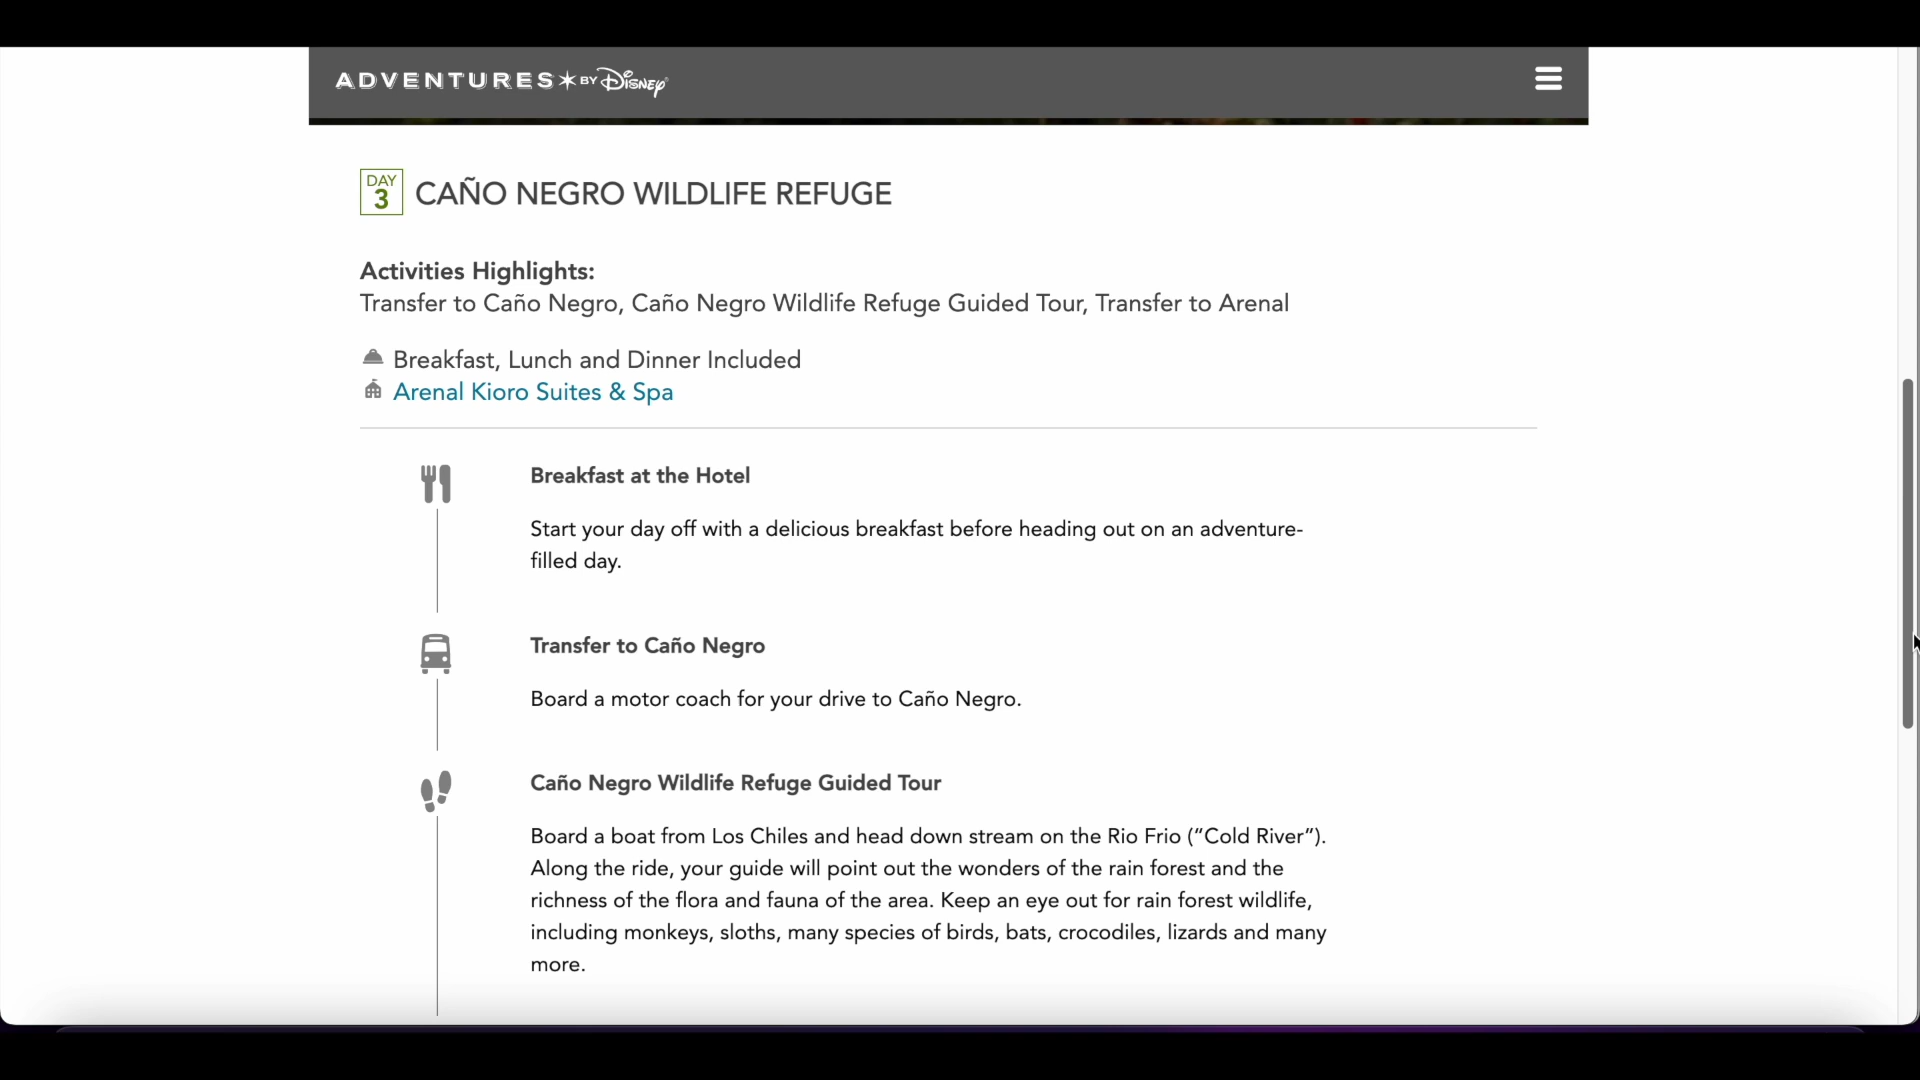 ADVENTURES BY DISNEY
DAY
3
CAÑO NEGRO WILDLIFE REFUGE
Activities Highlights:
Transfer to Caño Negro, Caño Negro Wildlife Refuge Guided Tour, Transfer to Arenal
Breakfast, Lunch and Dinner Included
Arenal Kioro Suites & Spa
Breakfast at the Hotel
Start your day off with a delicious breakfast before heading out on an adventure-
filled day.
Transfer to Caño Negro
Board a motor coach for your drive to Caño Negro.
Caño Negro Wildlife Refuge Guided Tour
Board a boat from Los Chiles and head down stream on the Rio Frio (“Cold River”).
Along the ride, your guide will point out the wonders of the rain forest and the
richness of the flora and fauna of the area. Keep an eye out for rain forest wildlife,
including monkeys, sloths, many species of birds, bats, crocodiles, lizards and many
more.